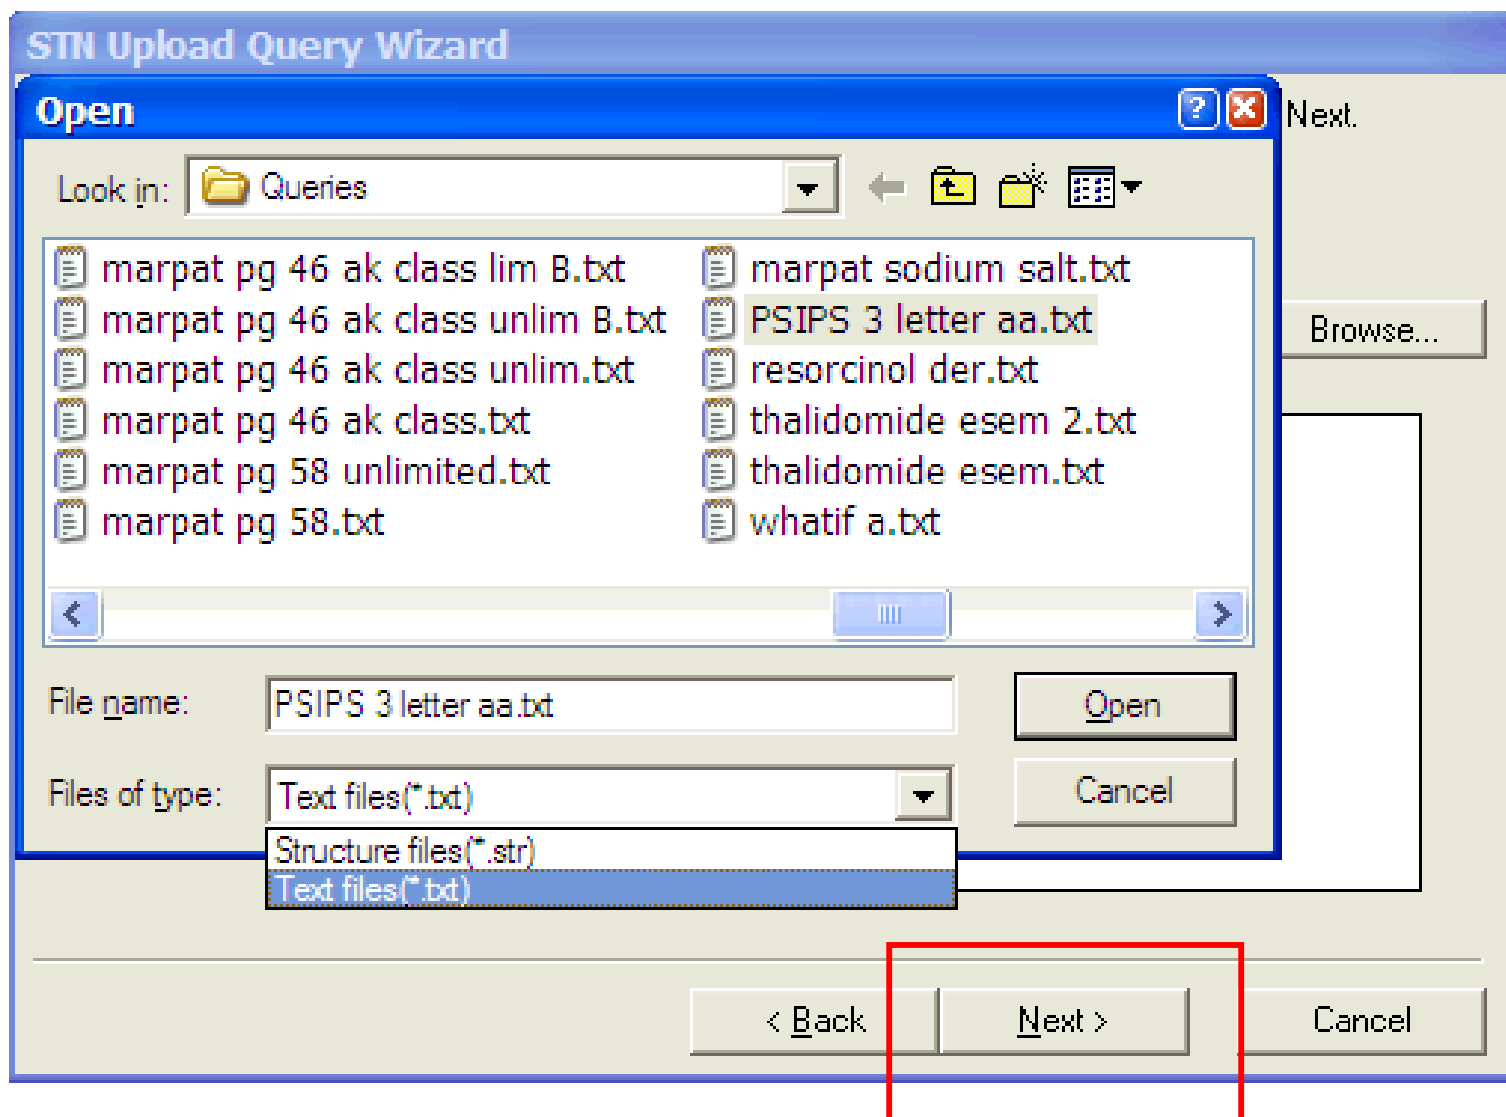 STN Upload Query Wizard
Open
Next.
Look in: Queries
marpat pg 46 ak class lim B.txt
marpat pg 46 ak class unlim B.txt
marpat pg 46 ak class unlim.txt
marpat pg 46 ak class.txt
marpat pg 58 unlimited.txt
marpat pg 58.txt
marpat sodium salt.txt
PSIPS 3 letter aa.txt
resorcinol der.txt
thalidomide esem 2.txt
thalidomide esem.txt
whatif a.txt
Browse...
File name: PSIPS 3 letter aa.txt Open
Files of type: Text files(*.txt) Cancel
Structure files(*.str)
Text files(*.txt)
< Back Next > Cancel